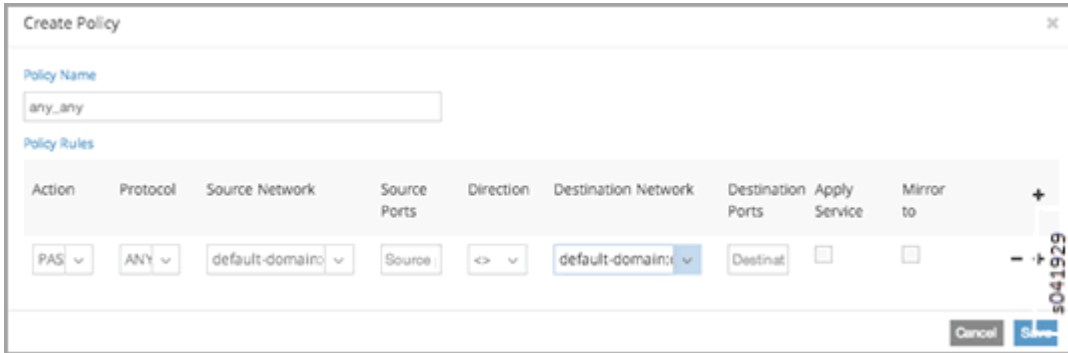 Create Policy ×
Policy Name
any_any
Policy Rules
Action Protocol Source Network Source Ports Direction Destination Network Destination Ports Apply Service Mirror to +
PAS ANY default-domain: Source <> default-domain: Destinat − +
Cancel Save
s041929